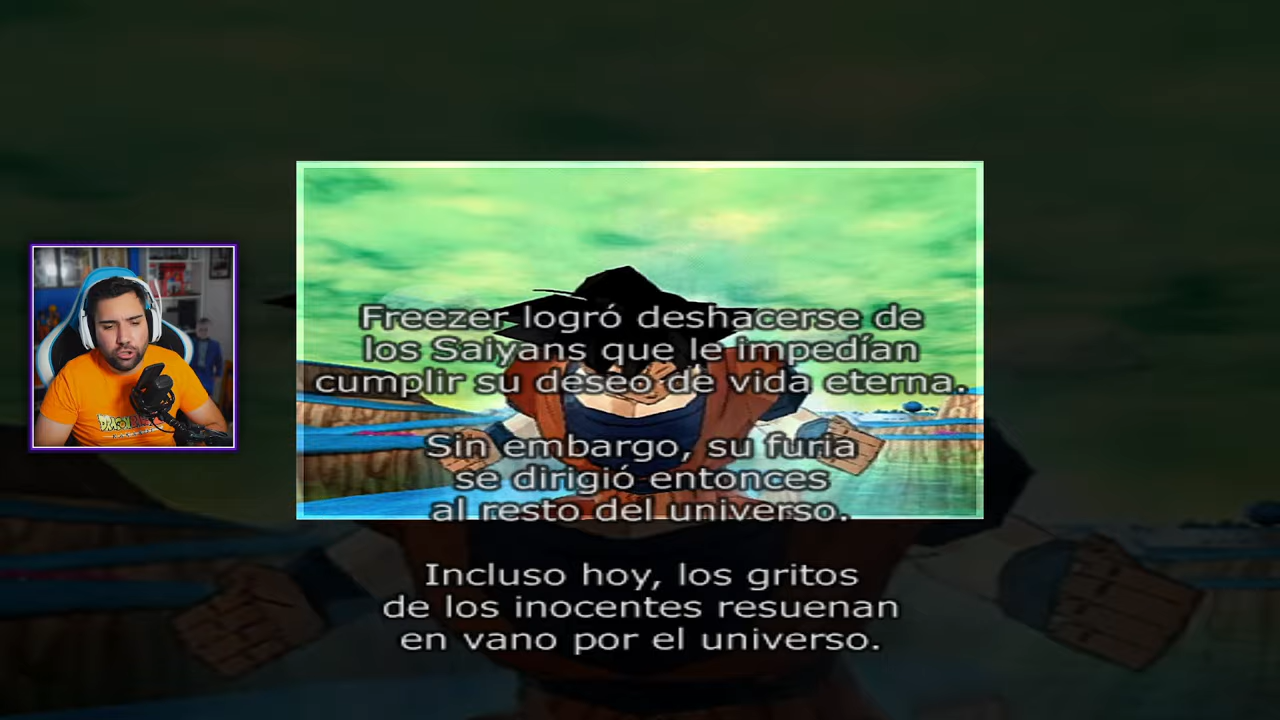 Freezer logró deshacerse de
los Saiyans que le impedían
cumplir su deseo de vida eterna.
Sin embargo, su furia
se dirigió entonces
al resto del universo.
Incluso hoy, los gritos
de los inocentes resuenan
en vano por el universo.